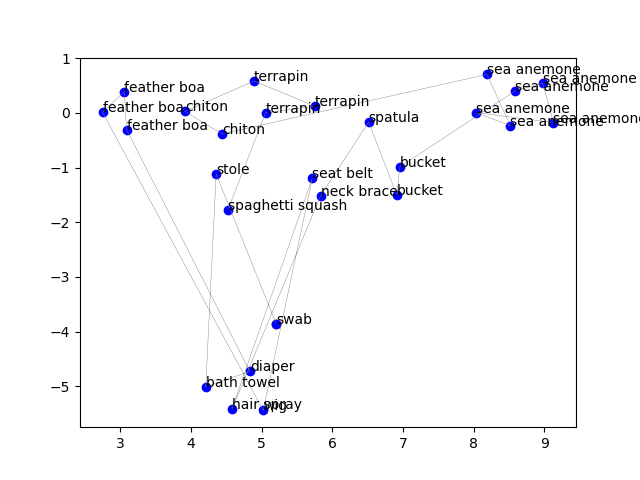 1
0
−1
−2
−3
−4
−5
3
4
5
6
7
8
9
sea anemone
sea anemone
sea anemone
sea anemone
sea anemone
sea anemone
terrapin
terrapin
terrapin
feather boa
feather boa
feather boa
chiton
chiton
spatula
bucket
bucket
stole
seat belt
neck brace
spaghetti squash
swab
diaper
bath towel
hair spray
wig